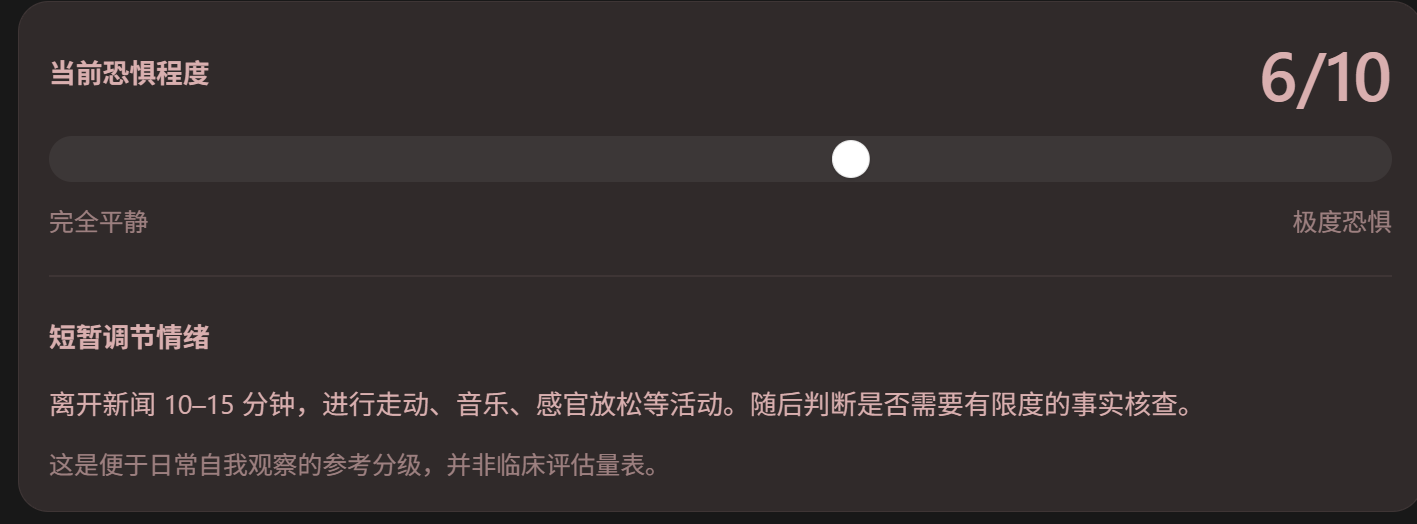 当前恐惧程度
6/10
完全平静
极度恐惧
短暂调节情绪
离开新闻 10–15 分钟，进行走动、音乐、感官放松等活动。随后判断是否需要有限度的事实核查。
这是便于日常自我观察的参考分级，并非临床评估量表。